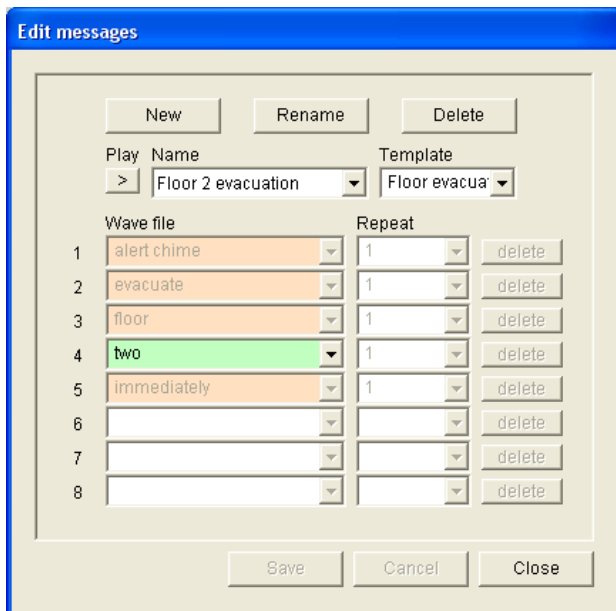 Edit messages
New Rename Delete
Play Name Template
> Floor 2 evacuation Floor evacua
Wave file Repeat
1 alert chime 1 delete
2 evacuate 1 delete
3 floor 1 delete
4 two 1 delete
5 immediately 1 delete
6 delete
7 delete
8 delete
Save Cancel Close